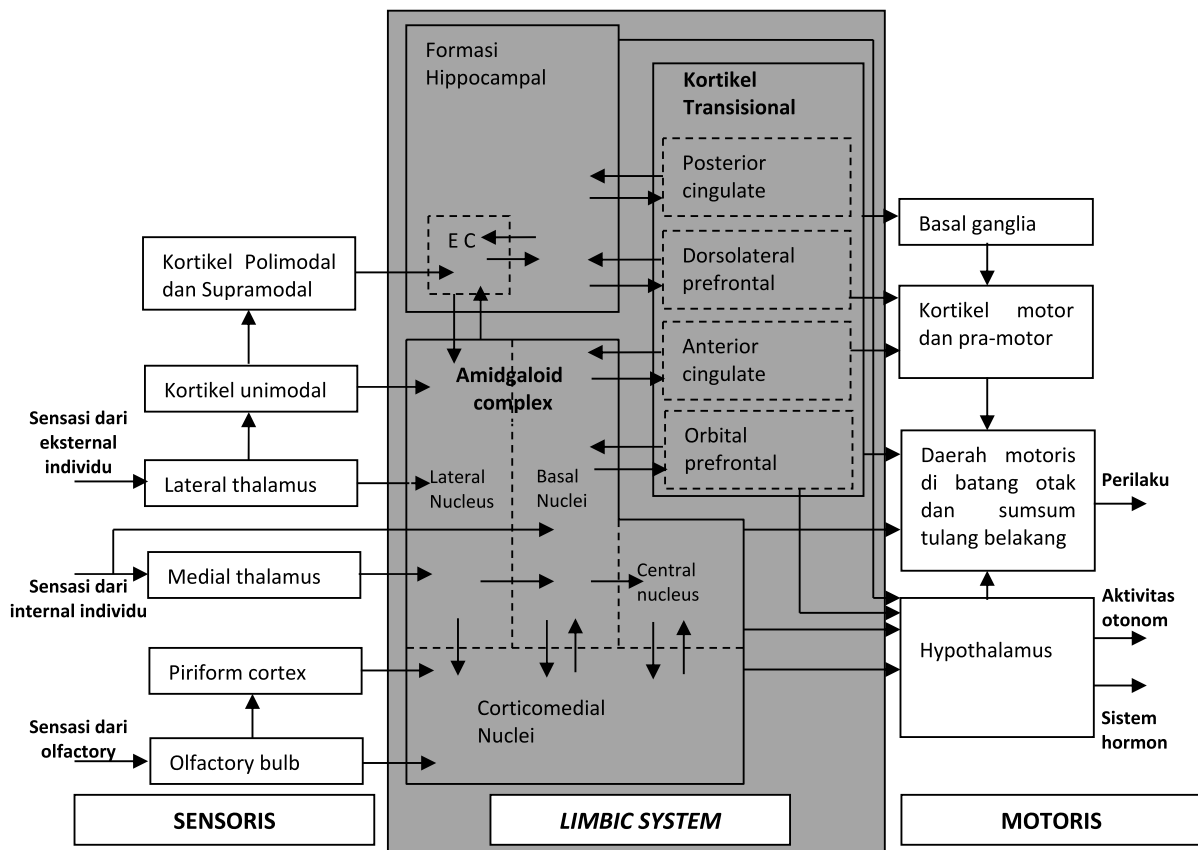 Formasi
Hippocampal
E C
Kortikel
Transisional
Posterior
cingulate
Dorsolateral
prefrontal
Anterior
cingulate
Orbital
prefrontal
Amidgaloid
complex
Lateral
Nucleus
Basal
Nuclei
Central
nucleus
Corticomedial
Nuclei
Kortikel Polimodal
dan Supramodal
Kortikel unimodal
Sensasi dari
eksternal
individu
Lateral thalamus
Medial thalamus
Sensasi dari
internal individu
Piriform cortex
Sensasi dari
olfactory
Olfactory bulb
Basal ganglia
Kortikel motor
dan pra-motor
Daerah motoris
di batang otak
dan sumsum
tulang belakang
Perilaku
Hypothalamus
Aktivitas
otonom
Sistem
hormon
SENSORIS
LIMBIC SYSTEM
MOTORIS